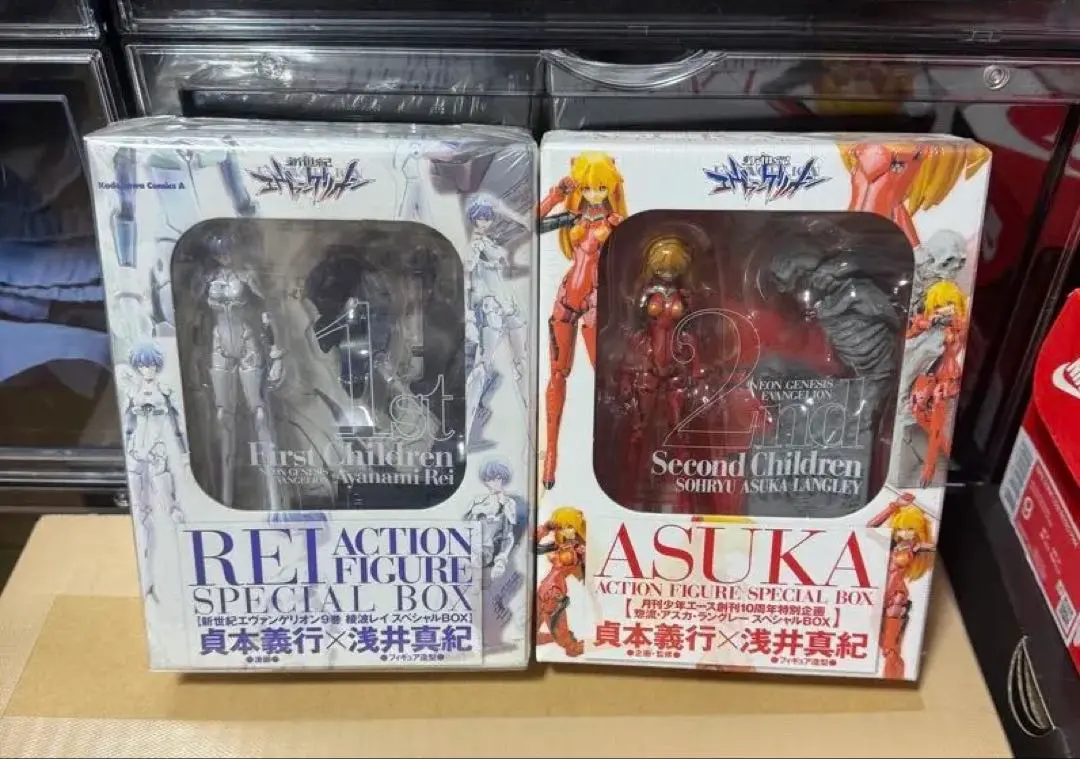 Kadokawa Comics A
新世紀
エヴァンゲリオン
1st
First Children
NEON GENESIS
EVANGELION Ayanami Rei
REI ACTION
FIGURE
SPECIAL BOX
【新世紀エヴァンゲリオン9巻 綾波レイ スペシャルBOX】
貞本義行×浅井真紀
●漫画● ●フィギュア造型●
新世紀
エヴァンゲリオン
2nd
NEON GENESIS
EVANGELION
Second Children
SOHRYU ASUKA LANGLEY
ASUKA
ACTION FIGURE SPECIAL BOX
【月刊少年エース創刊10周年特別企画
惣流・アスカ・ラングレー スペシャルBOX】
貞本義行×浅井真紀
●企画・監修● ●フィギュア造型●
9